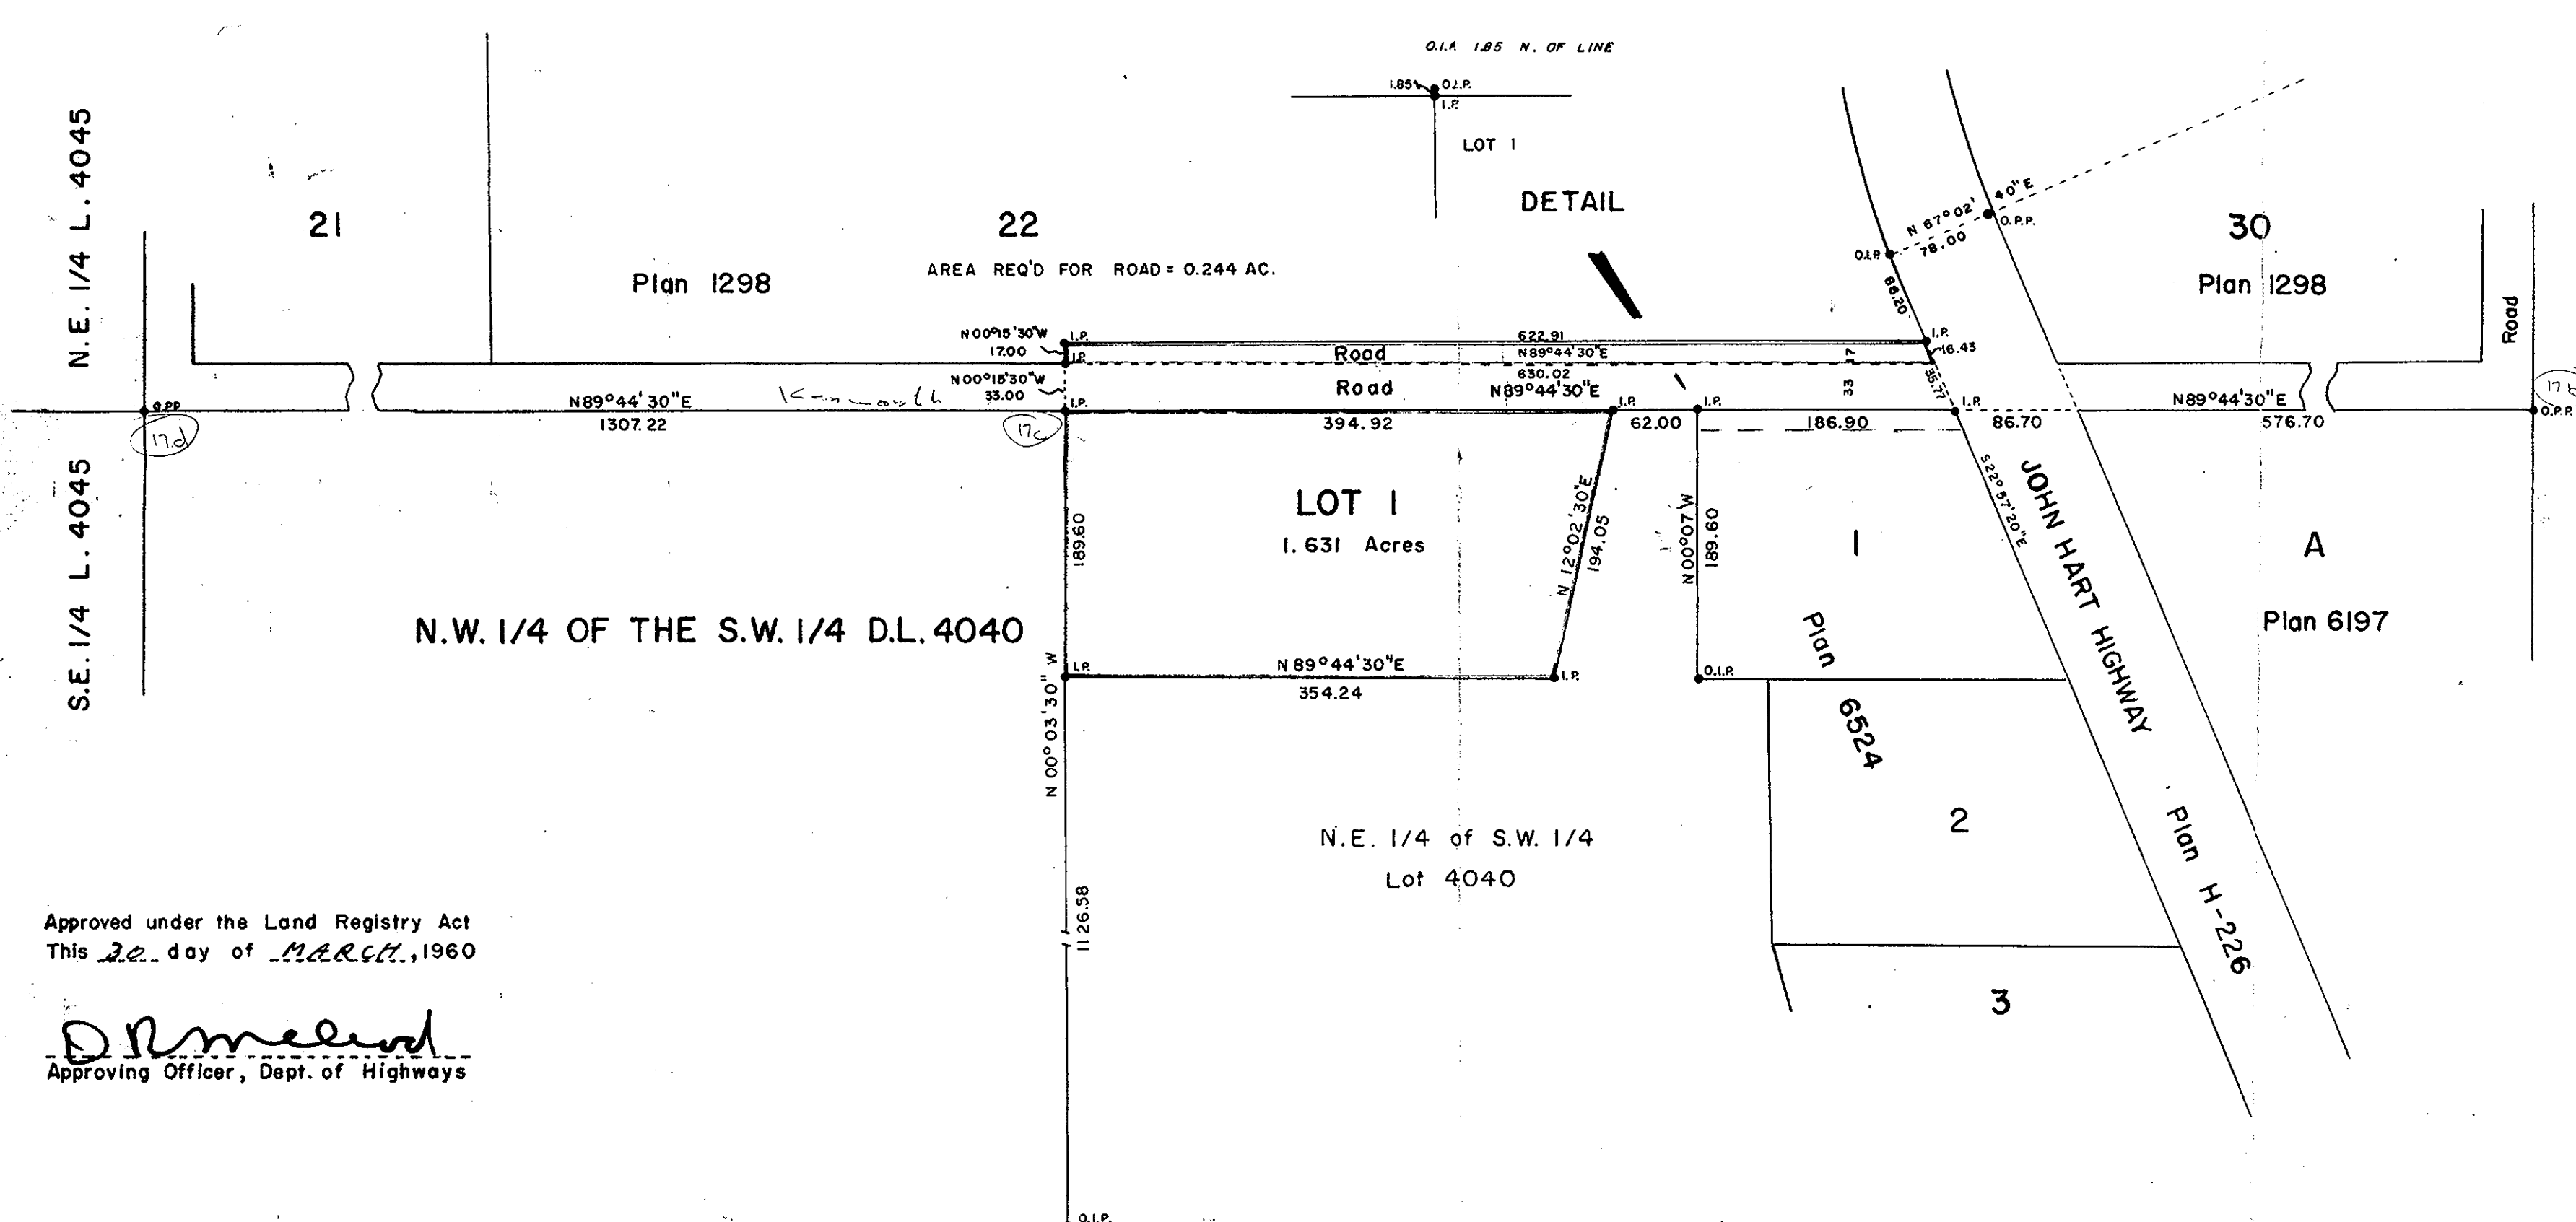 O.I.P. 1.85 N. OF LINE
1.85 O.I.P.
I.P.
LOT 1
DETAIL
N.E. 1/4 L. 4045
S.E. 1/4 L. 4045
21
22
AREA REQ'D FOR ROAD = 0.244 AC.
Plan 1298
N 67°02' 40"E
78.00
O.P.P.
O.I.P.
86.20
30
Plan 1298
Road
N 00°15'30"W
17.00
I.P.
I.P.
622.91
Road
N89°44'30"E
17
I.P.
16.43
N00°15'30"W
33.00
630.02
Road
N89°44'30"E
33
35.77
O.P.P.
N89°44'30"E
1307.22
I.P.
394.92
I.P.
62.00
I.P.
186.90
I.P.
86.70
N89°44'30"E
576.70
O.P.P.
17d
17c
17b
LOT 1
1.631 Acres
189.60
N 12°02'30"E
194.05
N00°07'W
189.60
1
S22°57'20"E
JOHN HART HIGHWAY
Plan H-226
A
Plan 6197
N.W. 1/4 OF THE S.W. 1/4 D.L. 4040
I.P.
N 89°44'30"E
354.24
I.P.
O.I.P.
Plan 6524
N 00°03'30" W
1126.58
2
N.E. 1/4 of S.W. 1/4
Lot 4040
3
Approved under the Land Registry Act
This 30 day of MARCH, 1960
D R McLeod
Approving Officer, Dept. of Highways
O.I.P.